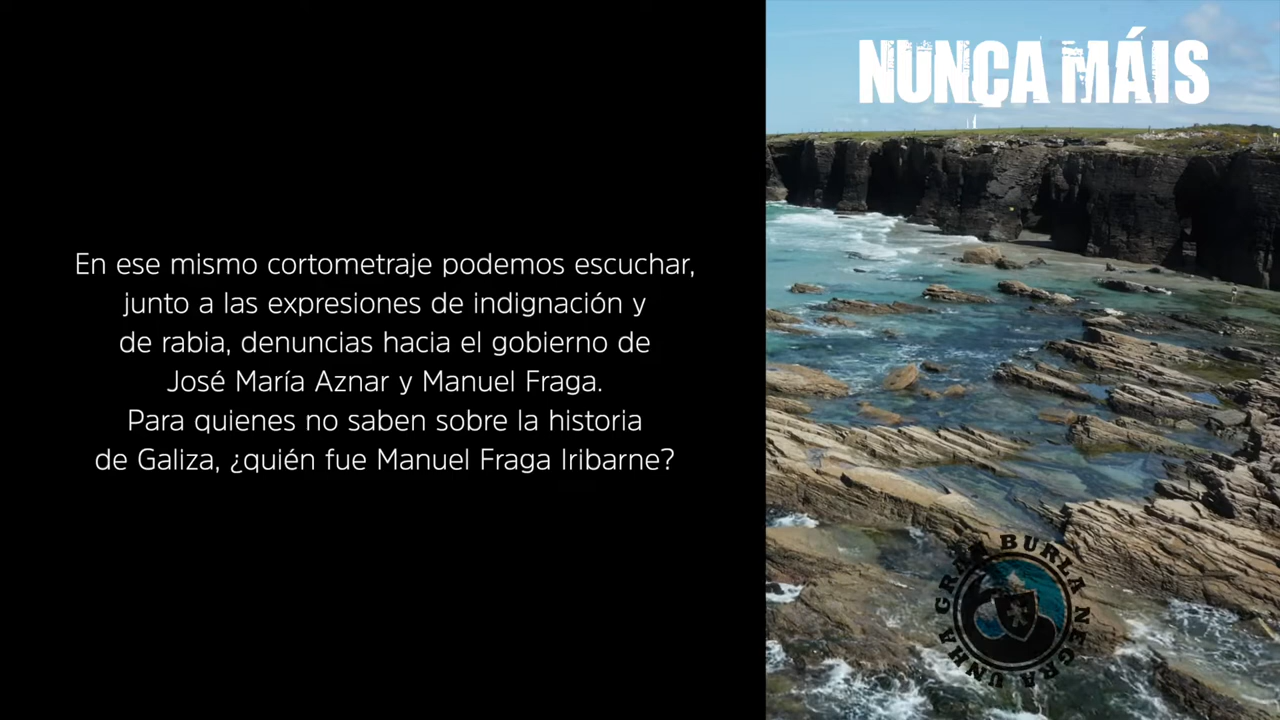 En ese mismo cortometraje podemos escuchar,
junto a las expresiones de indignación y
de rabia, denuncias hacia el gobierno de
José María Aznar y Manuel Fraga.
Para quienes no saben sobre la historia
de Galiza, ¿quién fue Manuel Fraga Iribarne?
NUNCA MÁIS
UNHA GRAN BURLA NEGRA